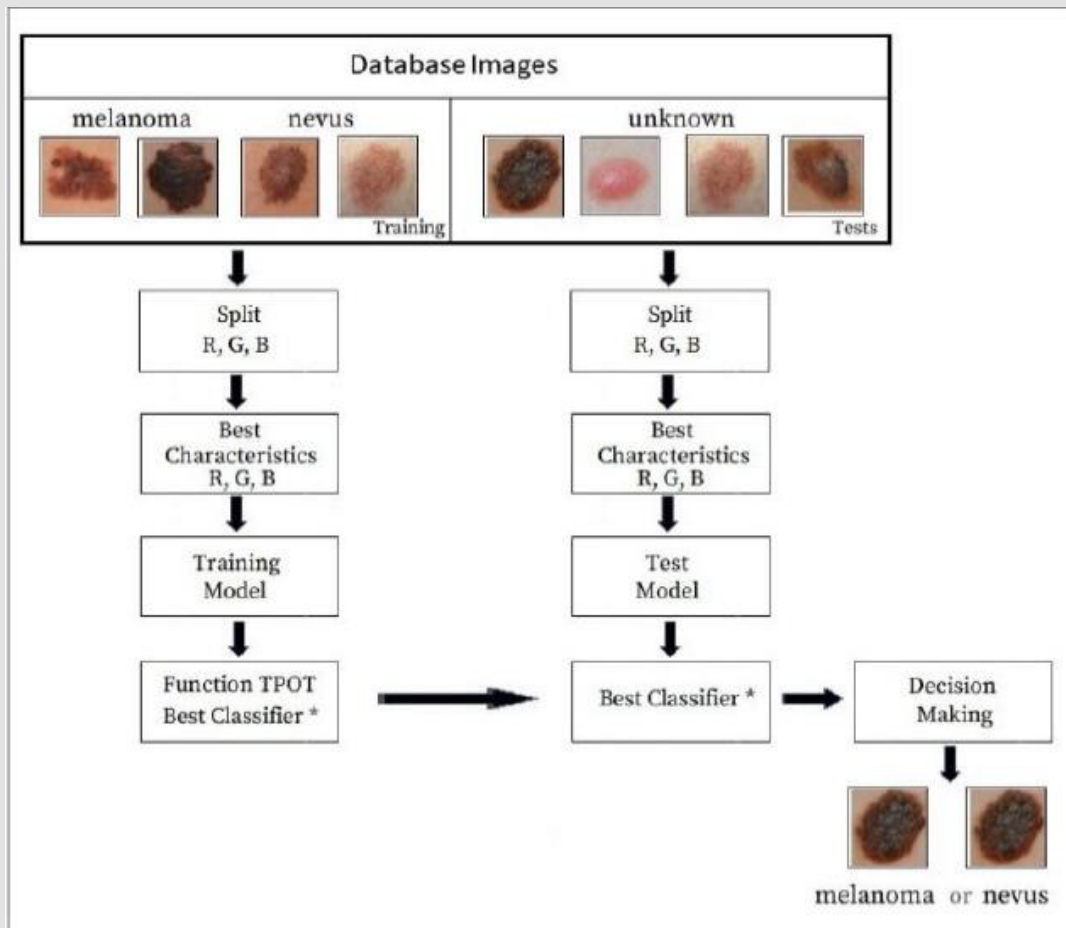 Database Images
melanoma
nevus
unknown
Training
Tests
Split
R, G, B
Split
R, G, B
Best
Characteristics
R, G, B
Best
Characteristics
R, G, B
Training
Model
Test
Model
Function TPOT
Best Classifier *
Best Classifier *
Decision
Making
melanoma or nevus